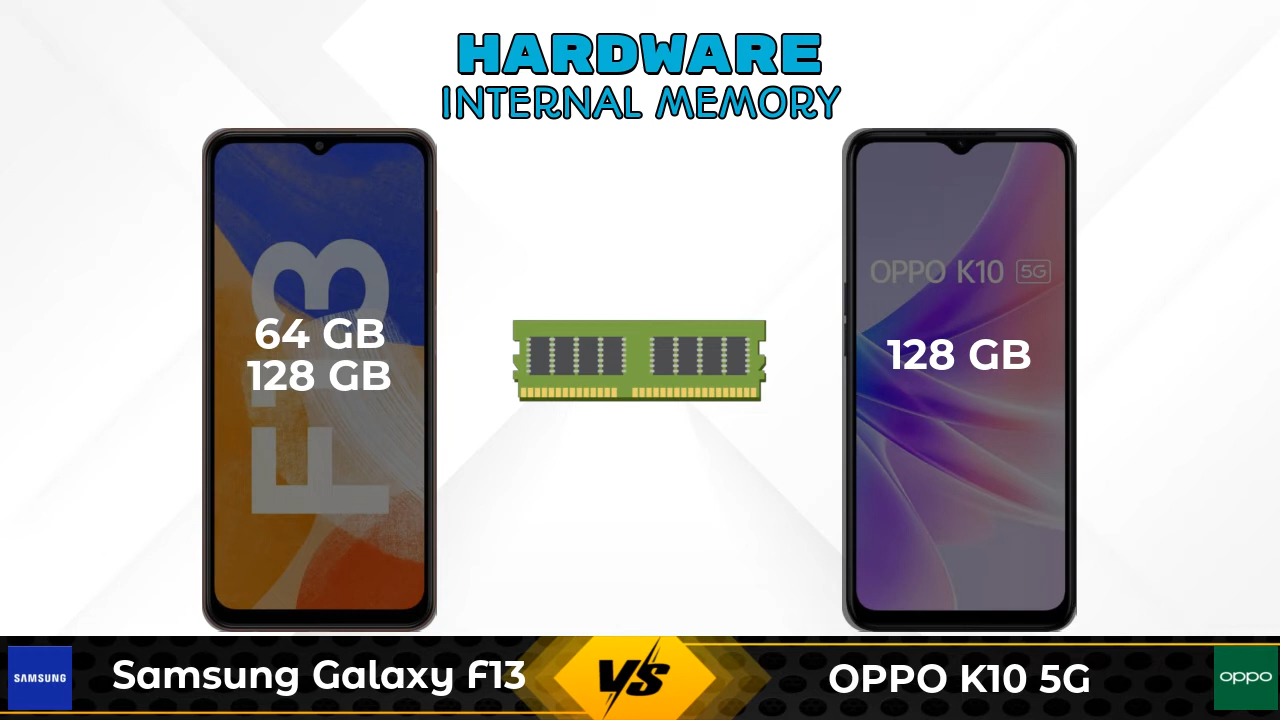 HARDWARE
INTERNAL MEMORY
F13
64 GB
128 GB
OPPO K10 5G
128 GB
SAMSUNG
Samsung Galaxy F13
VS
OPPO K10 5G
oppo